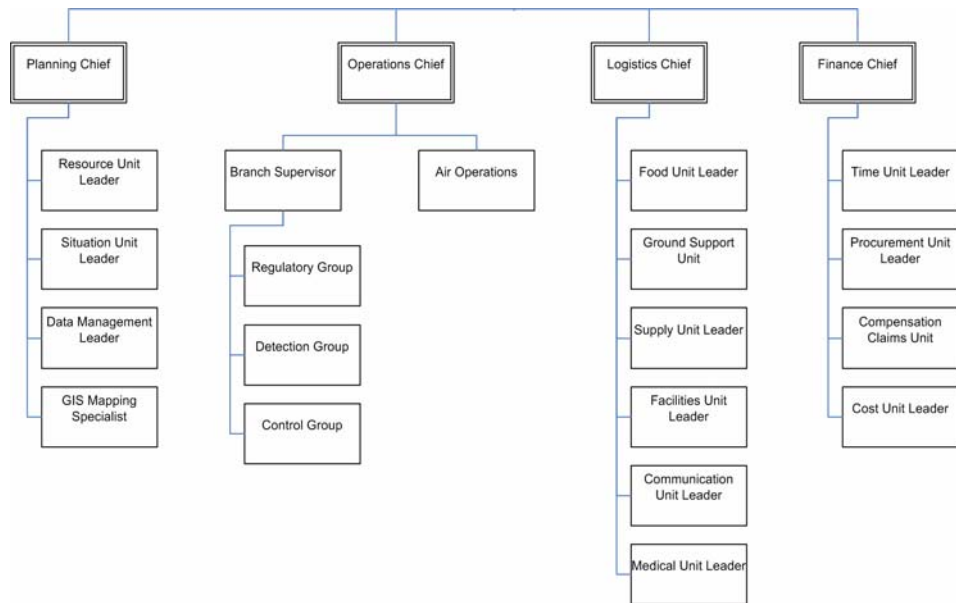 Planning Chief
Operations Chief
Logistics Chief
Finance Chief
Resource Unit
Leader
Situation Unit
Leader
Data Management
Leader
GIS Mapping
Specialist
Branch Supervisor
Air Operations
Regulatory Group
Detection Group
Control Group
Food Unit Leader
Ground Support
Unit
Supply Unit Leader
Facilities Unit
Leader
Communication
Unit Leader
Medical Unit Leader
Time Unit Leader
Procurement Unit
Leader
Compensation
Claims Unit
Cost Unit Leader